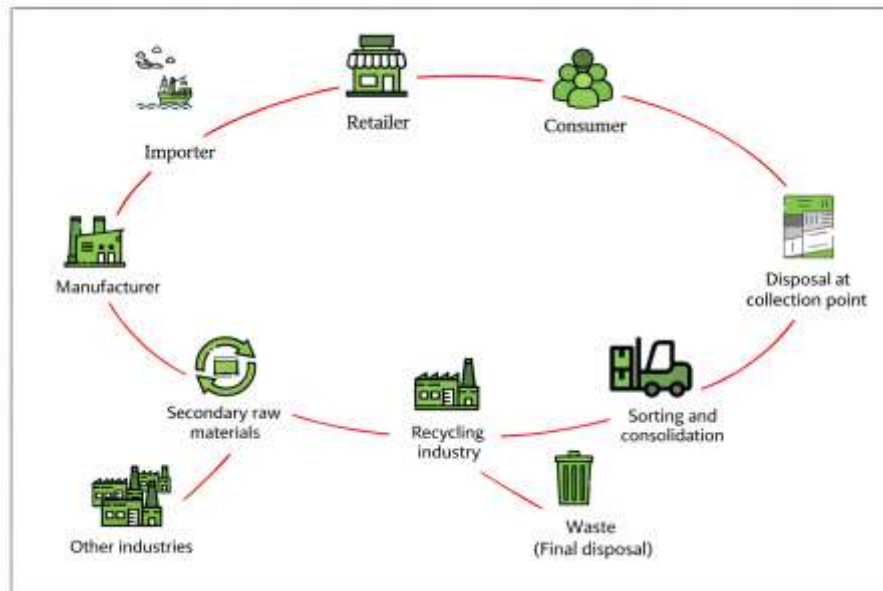 Retailer
Consumer
Importer
Manufacturer
Disposal at
collection point
Secondary raw
materials
Recycling
industry
Sorting and
consolidation
Other industries
Waste
(Final disposal)